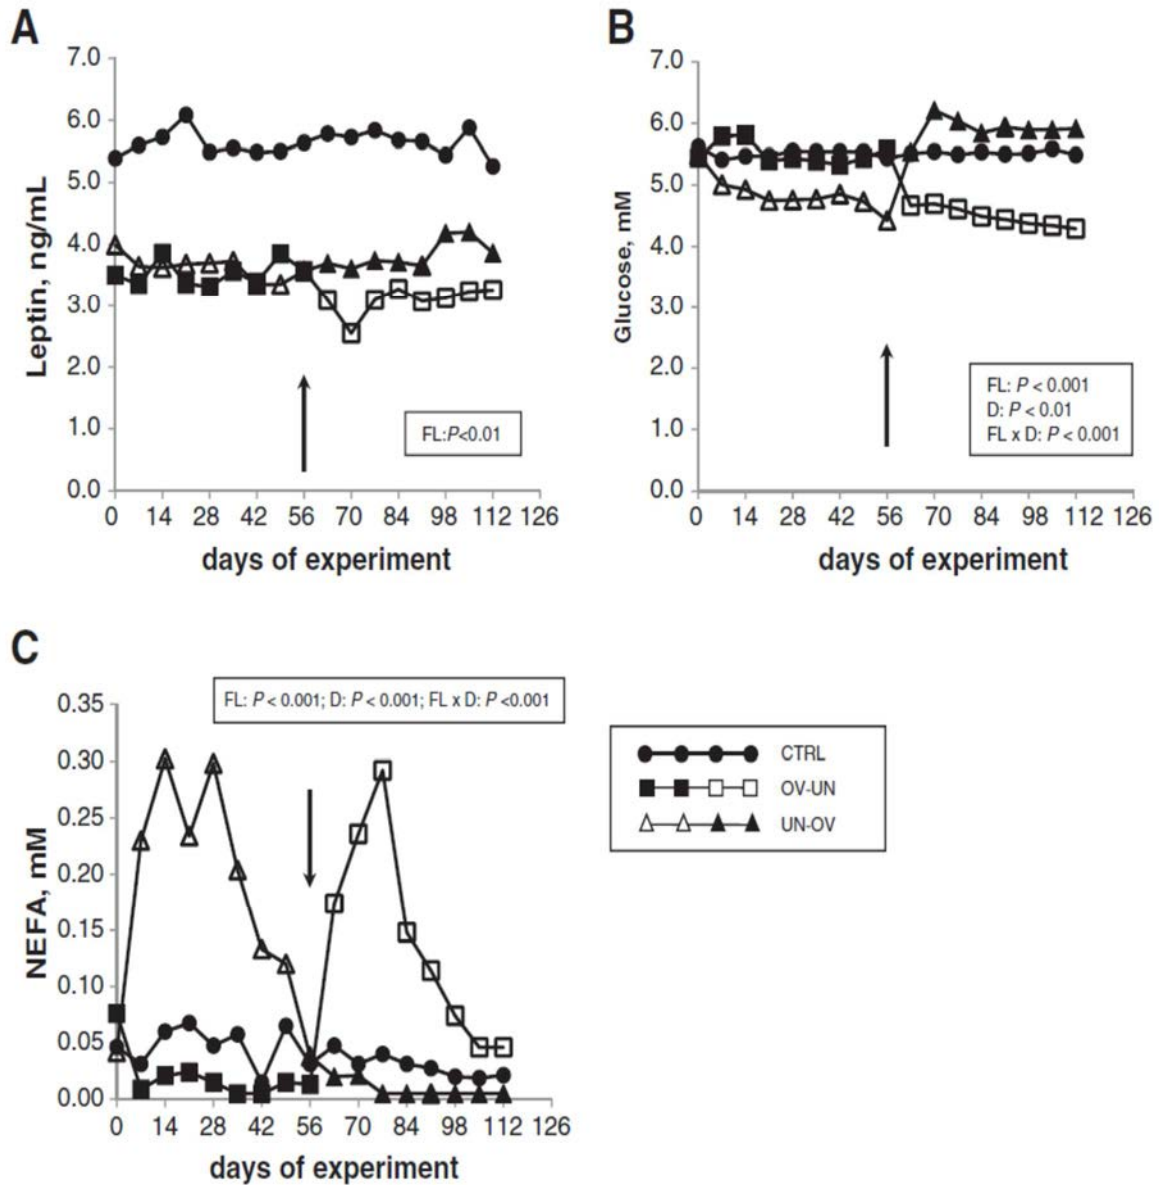 A
7.0
6.0
5.0
4.0
3.0
2.0
1.0
0.0
Leptin, ng/mL
FL:P<0.01
0 14 28 42 56 70 84 98 112 126
days of experiment
B
7.0
6.0
5.0
4.0
3.0
2.0
1.0
0.0
Glucose, mM
FL: P < 0.001
D: P < 0.01
FL x D: P < 0.001
0 14 28 42 56 70 84 98 112 126
days of experiment
C
FL: P < 0.001; D: P < 0.001; FL x D: P <0.001
0.35
0.30
0.25
0.20
0.15
0.10
0.05
0.00
NEFA, mM
0 14 28 42 56 70 84 98 112 126
days of experiment
CTRL
OV-UN
UN-OV